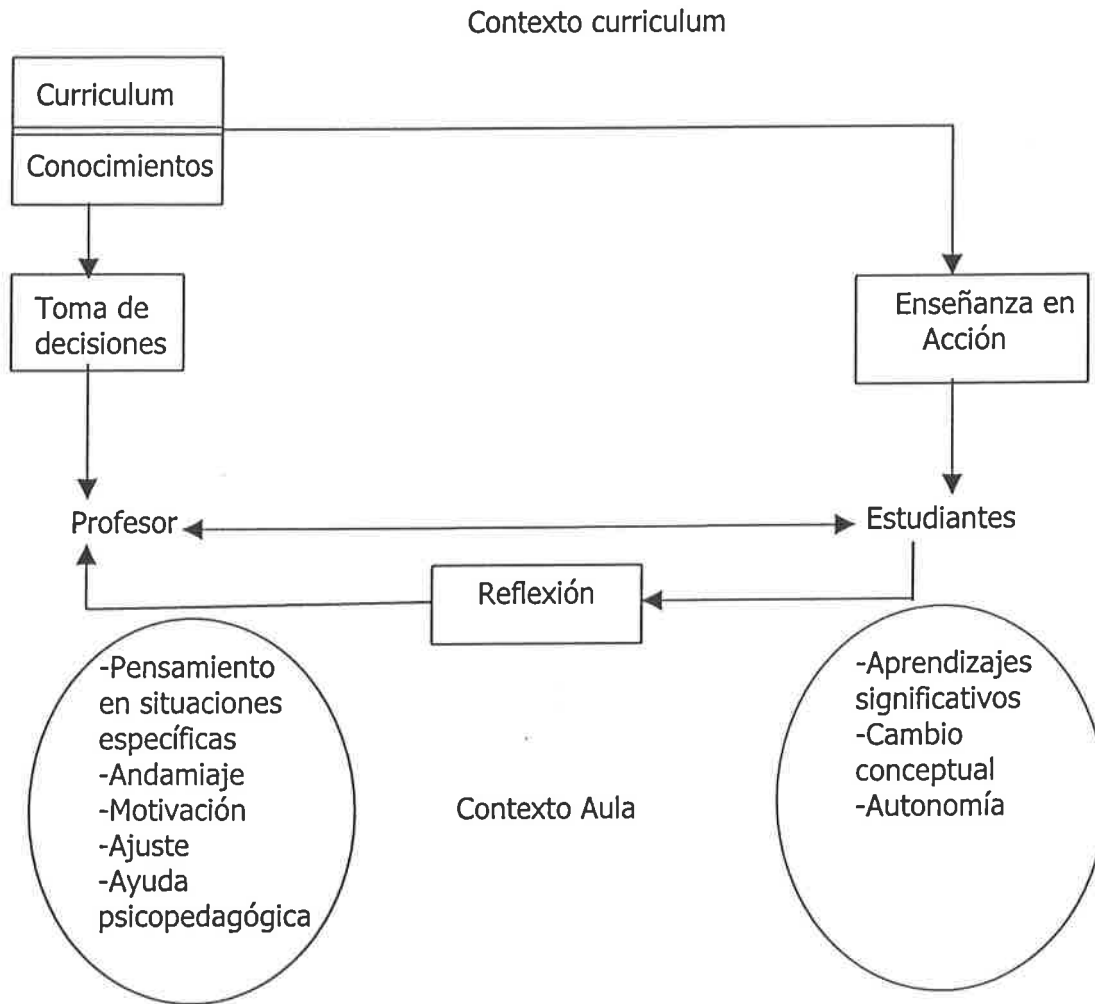 Contexto curriculum
Curriculum
Conocimientos
Toma de
decisiones
Enseñanza en
Acción
Profesor
Estudiantes
Reflexión
-Pensamiento
en situaciones
específicas
-Andamiaje
-Motivación
-Ajuste
-Ayuda
psicopedagógica
Contexto Aula
-Aprendizajes
significativos
-Cambio
conceptual
-Autonomía